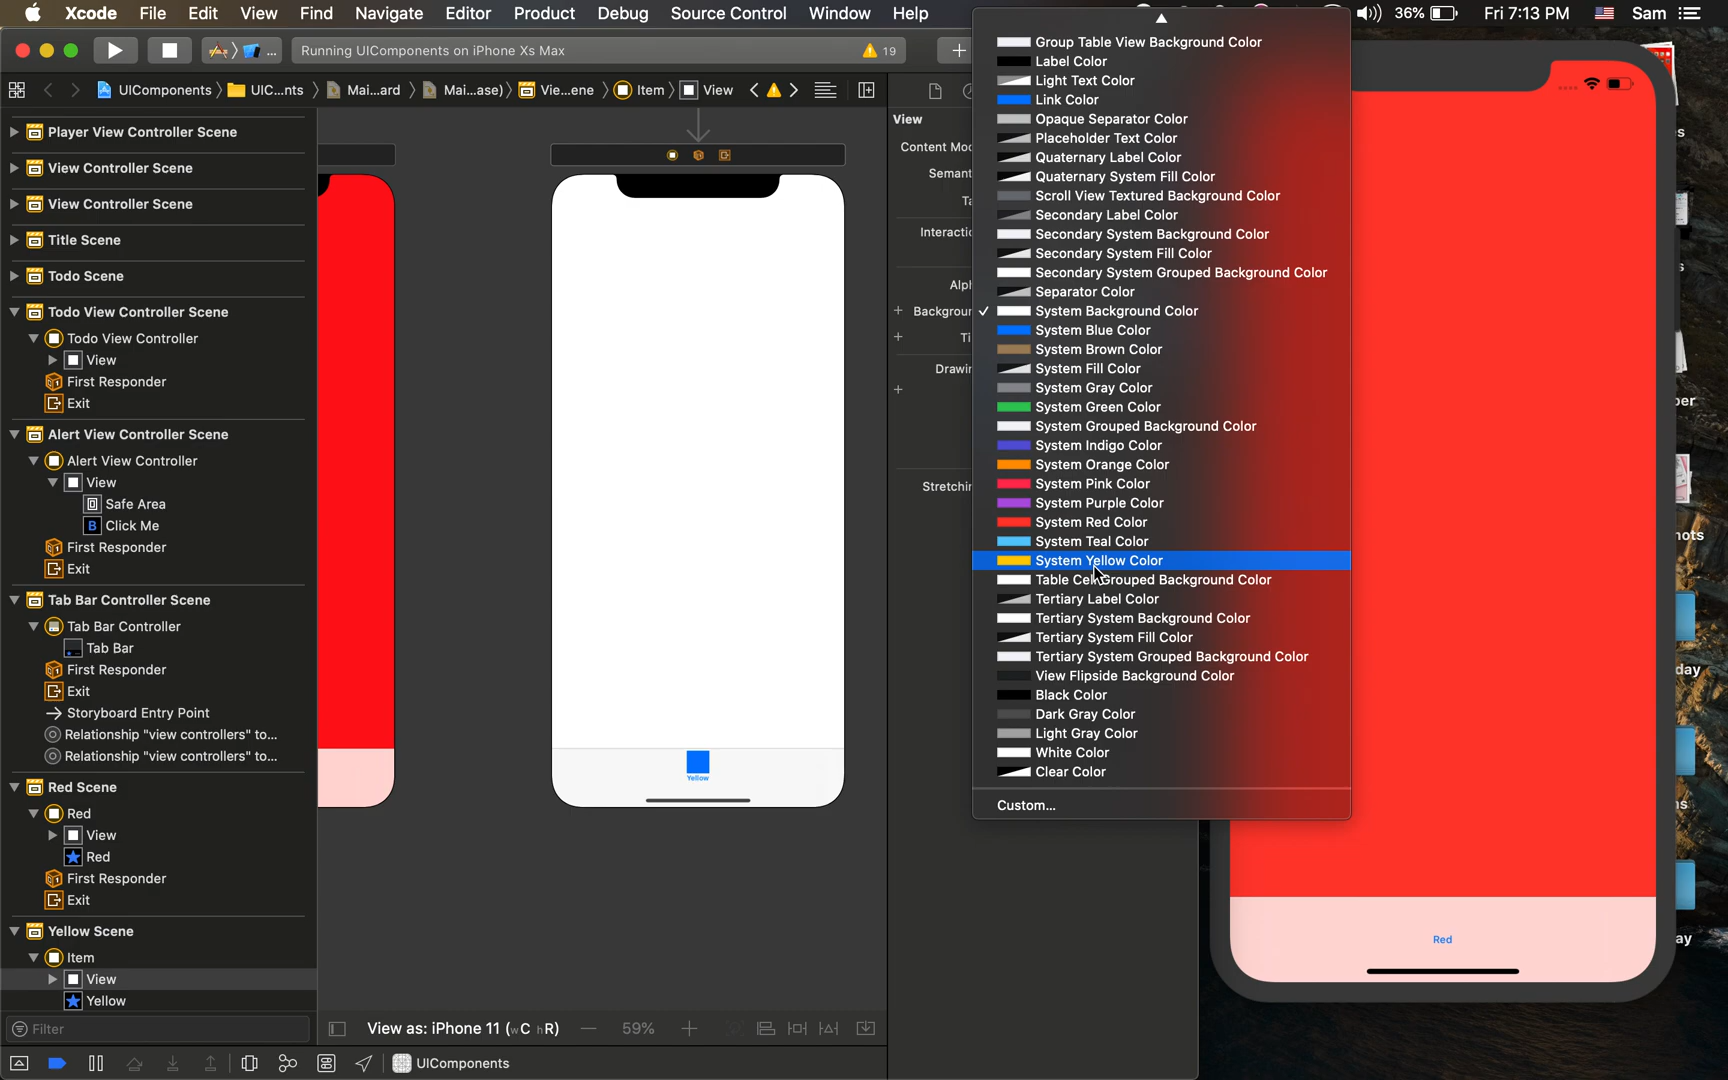 Xcode File Edit View Find Navigate Editor Product Debug Source Control Window Help
36% Fri 7:13 PM Sam
... Running UIComponents on iPhone Xs Max 19
UIComponents UIC...nts Mai...ard Mai...ase) Vie...ene Item View
Player View Controller Scene
View Controller Scene
View Controller Scene
Title Scene
Todo Scene
Todo View Controller Scene
Todo View Controller
View
First Responder
Exit
Alert View Controller Scene
Alert View Controller
View
Safe Area
B Click Me
First Responder
Exit
Tab Bar Controller Scene
Tab Bar Controller
Tab Bar
First Responder
Exit
Storyboard Entry Point
Relationship "view controllers" to...
Relationship "view controllers" to...
Red Scene
Red
View
Red
First Responder
Exit
Yellow Scene
Item
View
Yellow
Filter
Yellow
View as: iPhone 11 (wC hR) 59%
UIComponents
View
Content Mod
Semant
Ta
Interactio
Alph
Backgroun
Ti
Drawin
Stretchin
Group Table View Background Color
Label Color
Light Text Color
Link Color
Opaque Separator Color
Placeholder Text Color
Quaternary Label Color
Quaternary System Fill Color
Scroll View Textured Background Color
Secondary Label Color
Secondary System Background Color
Secondary System Fill Color
Secondary System Grouped Background Color
Separator Color
System Background Color
System Blue Color
System Brown Color
System Fill Color
System Gray Color
System Green Color
System Grouped Background Color
System Indigo Color
System Orange Color
System Pink Color
System Purple Color
System Red Color
System Teal Color
System Yellow Color
Table Cell Grouped Background Color
Tertiary Label Color
Tertiary System Background Color
Tertiary System Fill Color
Tertiary System Grouped Background Color
View Flipside Background Color
Black Color
Dark Gray Color
Light Gray Color
White Color
Clear Color
Custom...
Red
s
s
per
nots
day
ns
ay